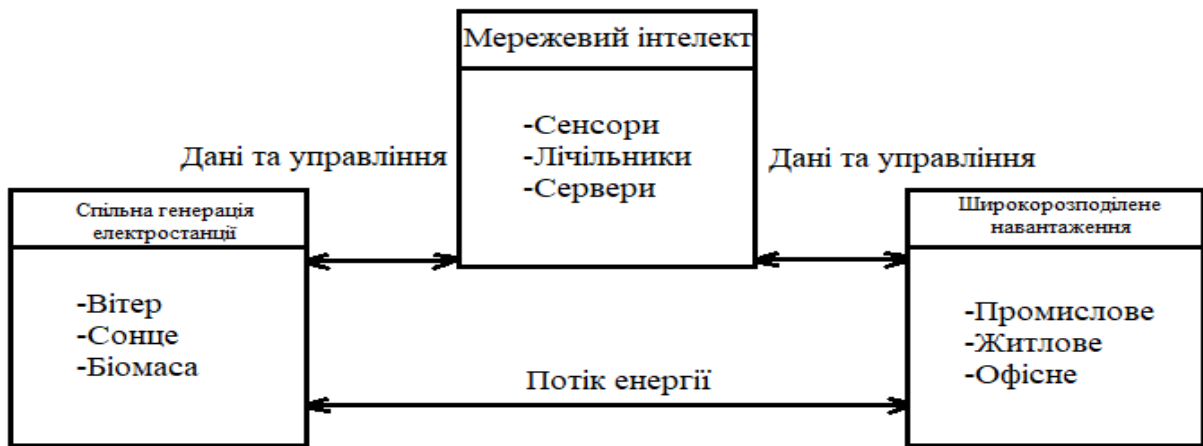 Мережевий інтелект
-Сенсори
-Лічільники
-Сервери
Дані та управління
Дані та управління
Спільна генерація
електростанції
-Вітер
-Сонце
-Біомаса
Широкорозподілене
навантаження
-Промислове
-Житлове
-Офісне
Потік енергії